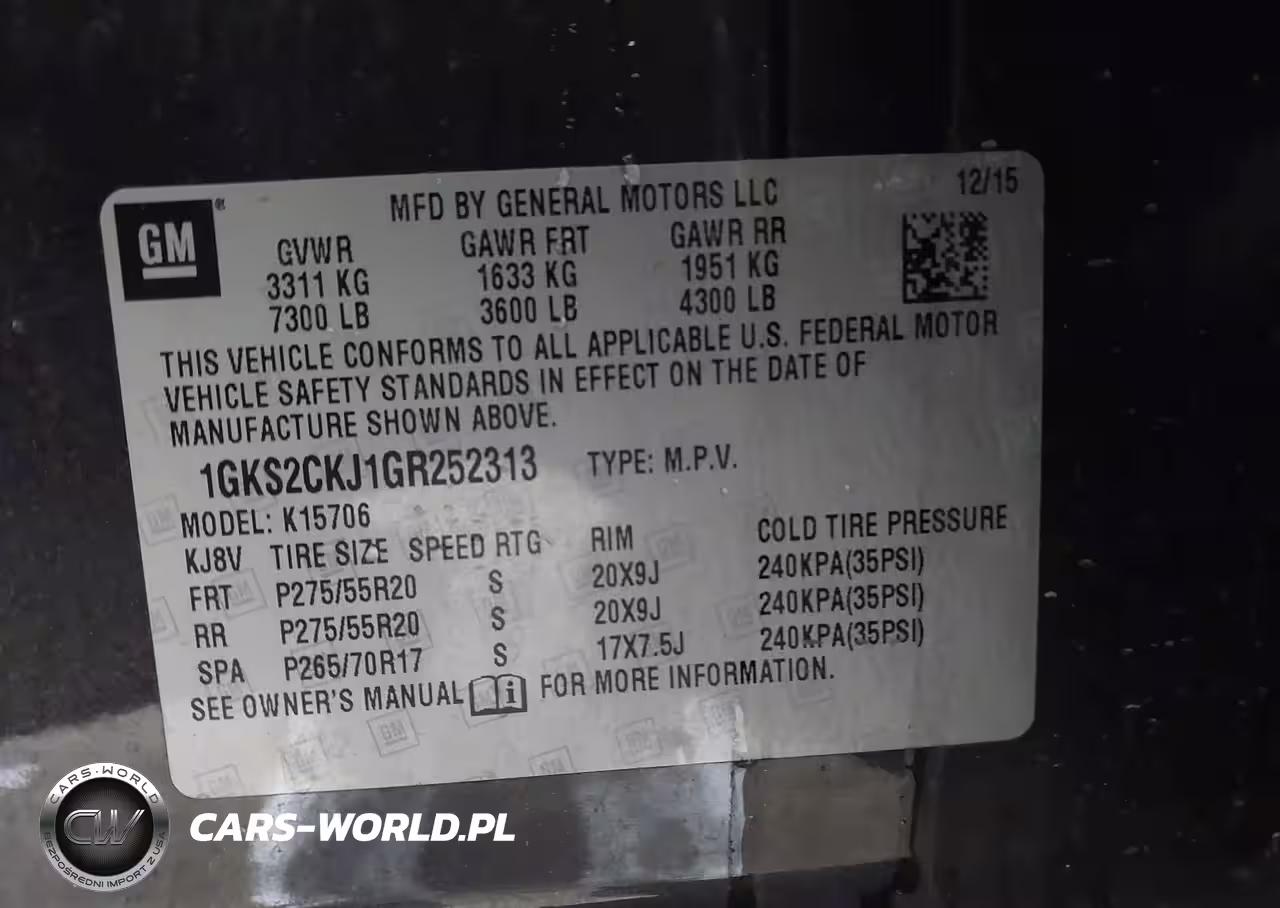 GM®
MFD BY GENERAL MOTORS LLC
12/15
GVWR GAWR FRT GAWR RR
3311 KG 1633 KG 1951 KG
7300 LB 3600 LB 4300 LB
THIS VEHICLE CONFORMS TO ALL APPLICABLE U.S. FEDERAL MOTOR
VEHICLE SAFETY STANDARDS IN EFFECT ON THE DATE OF
MANUFACTURE SHOWN ABOVE.
1GKS2CKJ1GR252313 TYPE: M.P.V.
MODEL: K15706
KJ8V TIRE SIZE SPEED RTG RIM COLD TIRE PRESSURE
FRT P275/55R20 S 20X9J 240KPA(35PSI)
RR P275/55R20 S 20X9J 240KPA(35PSI)
SPA P265/70R17 S 17X7.5J 240KPA(35PSI)
SEE OWNER'S MANUAL i FOR MORE INFORMATION.
CARS-WORLD
CW
BEZPOŚREDNI IMPORT Z USA
CARS-WORLD.PL